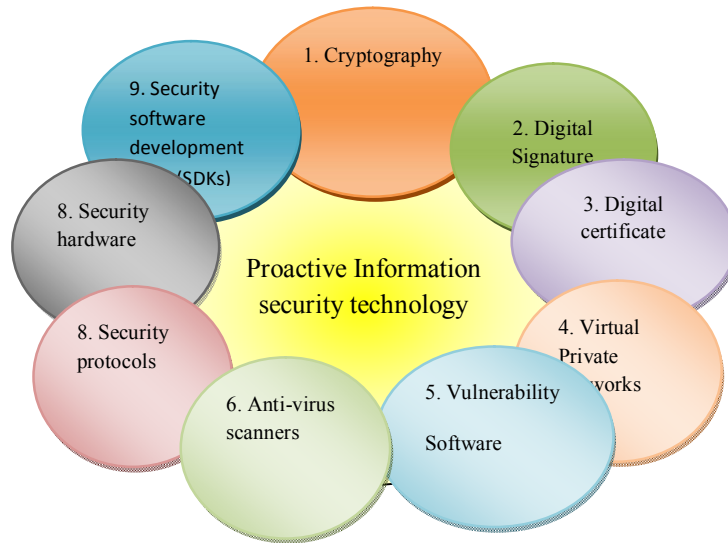 1. Cryptography
2. Digital
Signature
3. Digital
certificate
4. Virtual
Private
works
5. Vulnerability
Software
6. Anti-virus
scanners
8. Security
protocols
8. Security
hardware
9. Security
software
development
(SDKs)
Proactive Information
security technology